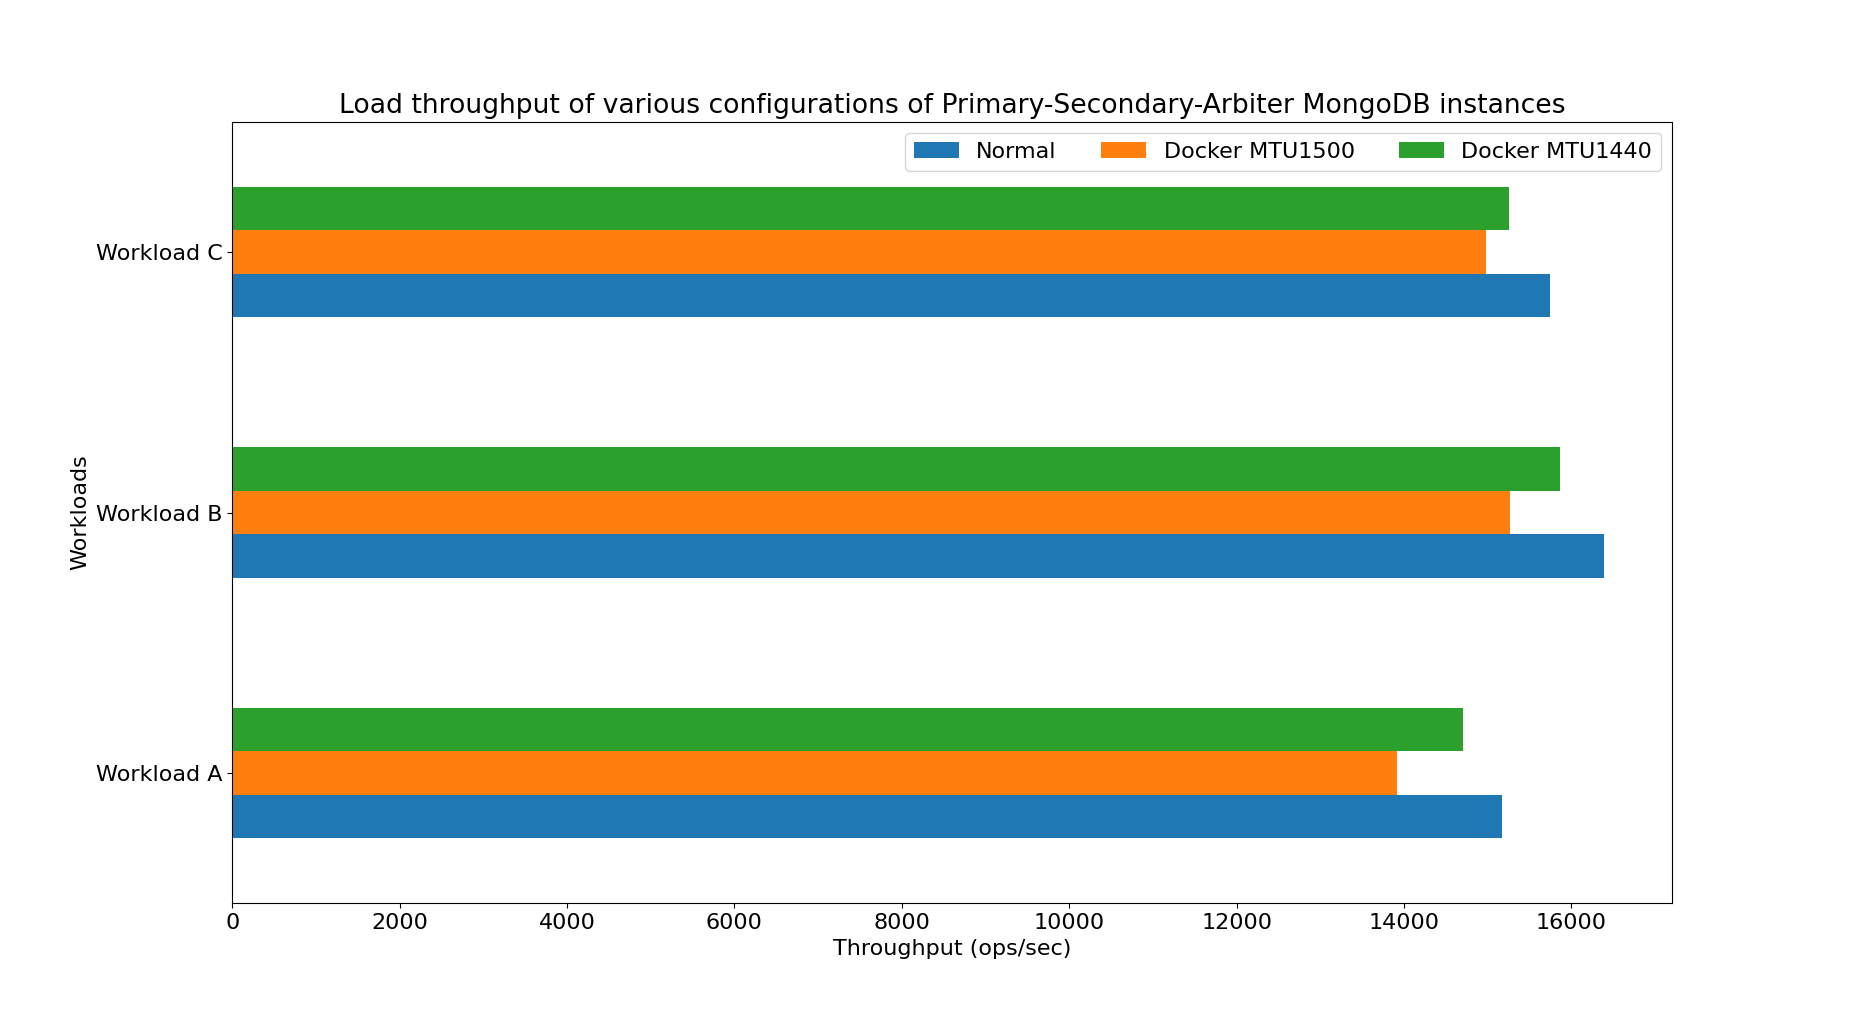 Load throughput of various configurations of Primary-Secondary-Arbiter MongoDB instances
Normal Docker MTU1500 Docker MTU1440
Workload C
Workload B
Workload A
Workloads
0 2000 4000 6000 8000 10000 12000 14000 16000
Throughput (ops/sec)